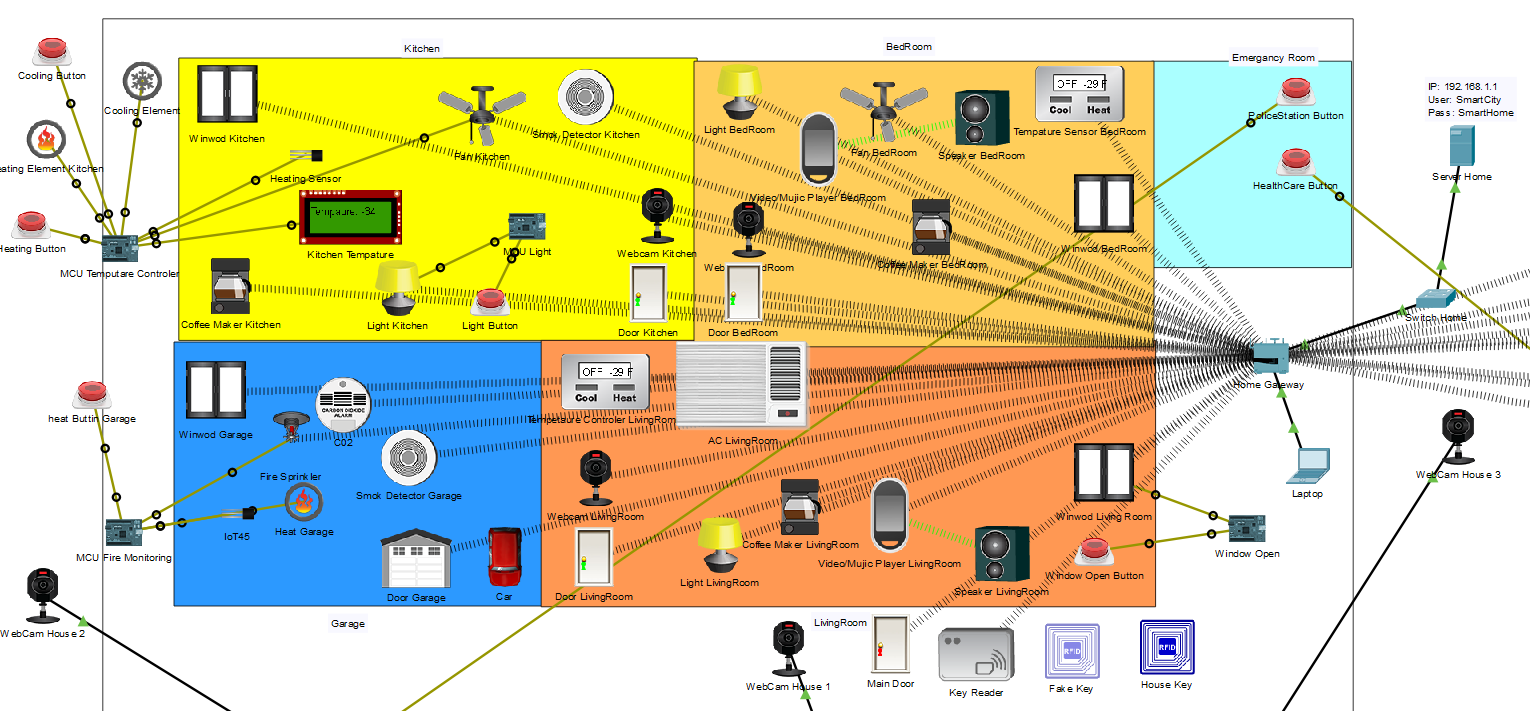 Kitchen
BedRoom
Emergancy Room
Cooling Button
Cooling Element
Winwod Kitchen
Smok Detector Kitchen
Fan Kitchen
Light BedRoom
Fan BedRoom
Speaker BedRoom
OFF -29 F
Cool Heat
Tempature Sensor BedRoom
PoliceStation Button
IP: 192.168.1.1
User: SmartCity
Pass: SmartHome
Server Home
eating Element Kitchen
Heating Sensor
Video/Mujic Player BedRoom
HealthCare Button
Heating Button
MCU Temputare Controler
Tempature: -34
Kitchen Tempature
MCU Light
Webcam Kitchen
Coffee Maker BedRoom
Winwod BedRoom
Coffee Maker Kitchen
Light Kitchen
Light Button
Door Kitchen
Door BedRoom
Switch Home
Home Gateway
heat Buttin Garage
Winwod Garage
CARBON DIOXIDE
ALARM
C02
OFF -29 F
Cool Heat
Tempetaure Controler LivingRoom
AC LivingRoom
Fire Sprinkler
Smok Detector Garage
Webcam LivingRoom
Winwod Living Room
Laptop
WebCam House 3
MCU Fire Monitoring
IoT45
Heat Garage
Coffee Maker LivingRoom
Video/Mujic Player LivingRoom
Window Open
Window Open Button
Door Garage
Car
Door LivingRoom
Light LivingRoom
Speaker LivingRoom
WebCam House 2
Garage
LivingRoom
WebCam House 1
Main Door
Key Reader
RFID
Fake Key
RFID
House Key